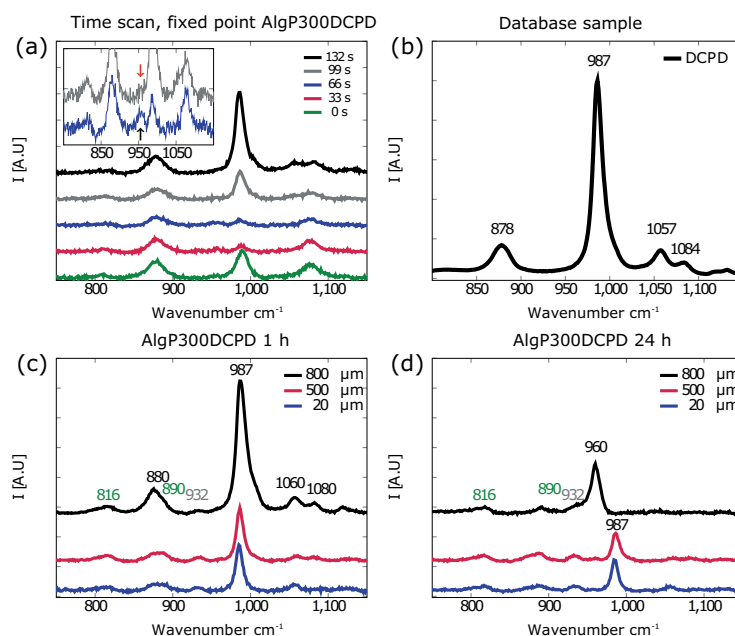 Time scan, fixed point AlgP300DCPD
(a)
132 s
99 s
66 s
33 s
0 s
850 950 1050
I [A.U]
800 900 1,000 1,100
Wavenumber cm-1
Database sample
(b)
DCPD
987
878
1057
1084
I [A.U]
850 900 950 1,000 1,050 1,100
Wavenumber cm-1
AlgP300DCPD 1 h
(c)
800 µm
500 µm
20 µm
987
816
880
890
932
1060 1080
I [A.U]
800 900 1,000 1,100
Wavenumber cm-1
AlgP300DCPD 24 h
(d)
800 µm
500 µm
20 µm
960
816
890
932
987
I [A.U]
800 900 1,000 1,100
Wavenumber cm-1